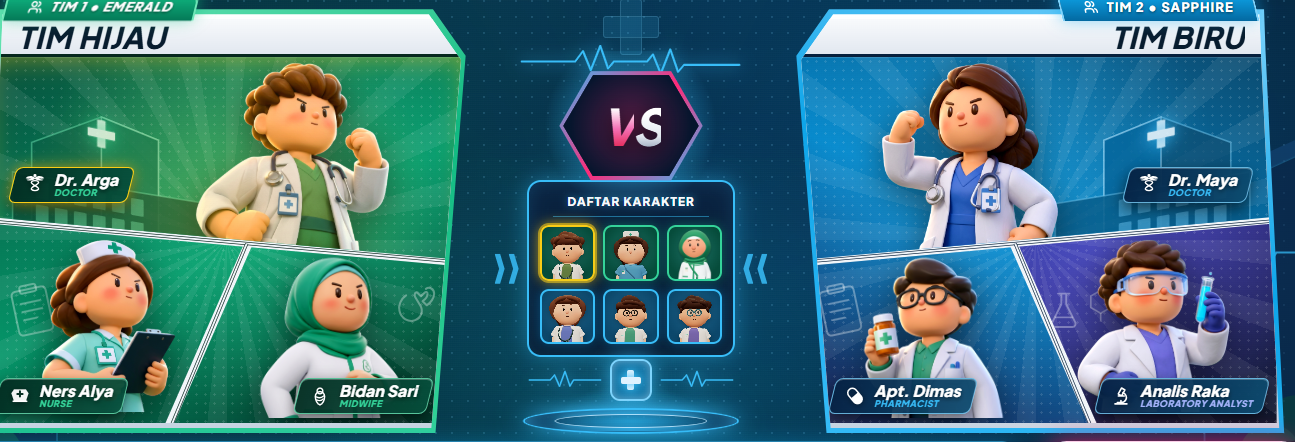 TIM 1 • EMERALD
TIM HIJAU
Dr. Arga
DOCTOR
Ners Alya
NURSE
Bidan Sari
MIDWIFE
VS
DAFTAR KARAKTER
TIM 2 • SAPPHIRE
TIM BIRU
Dr. Maya
DOCTOR
Apt. Dimas
PHARMACIST
Analis Raka
LABORATORY ANALYST